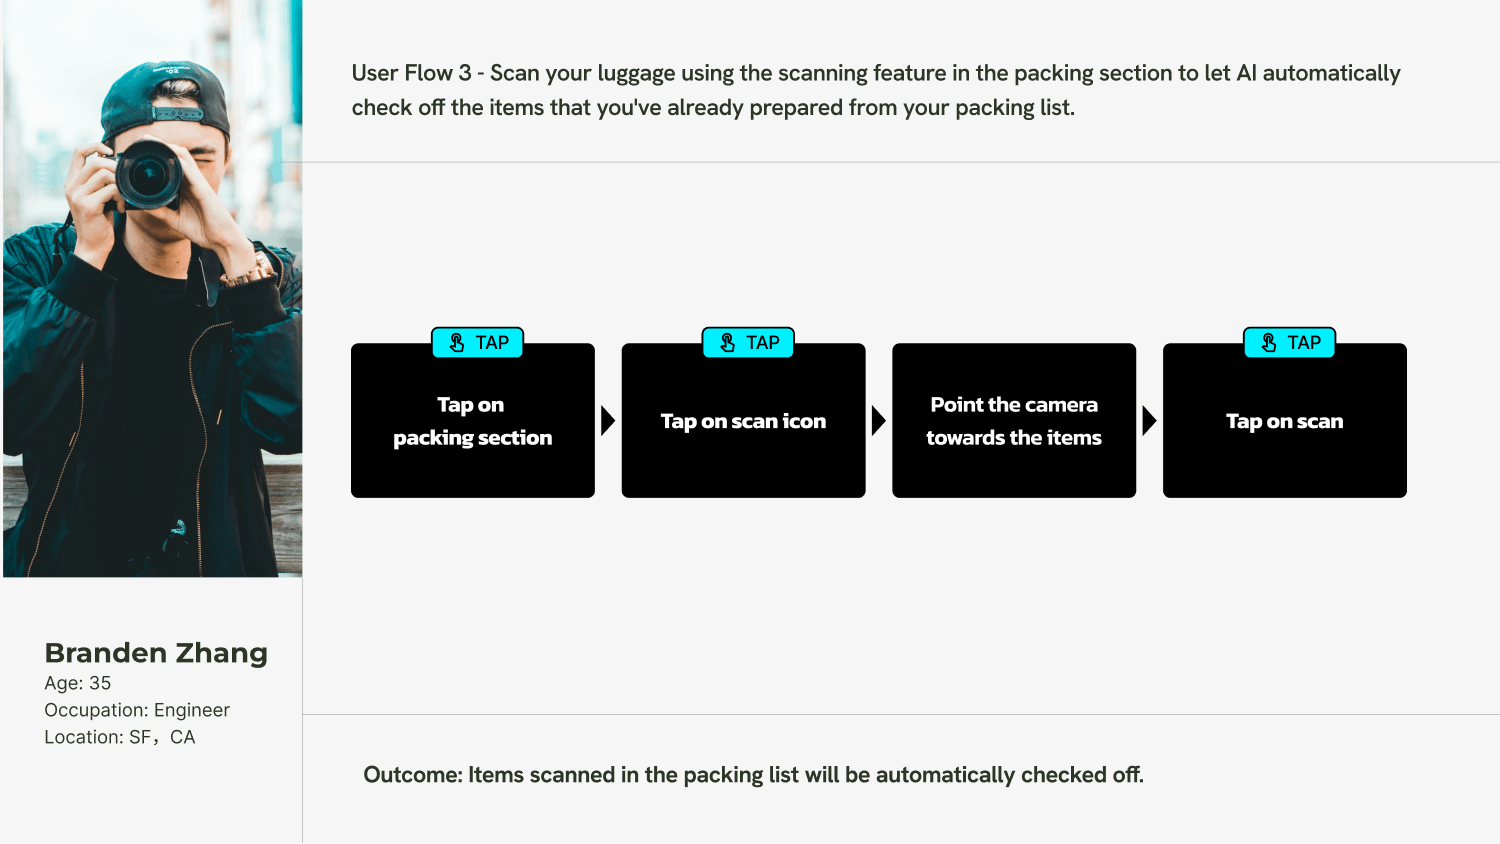 User Flow 3 - Scan your luggage using the scanning feature in the packing section to let AI automatically
check off the items that you've already prepared from your packing list.
TAP
TAP
TAP
Tap on
packing section
Tap on scan icon
Point the camera
towards the items
Tap on scan
Branden Zhang
Age: 35
Occupation: Engineer
Location: SF，CA
Outcome: Items scanned in the packing list will be automatically checked off.